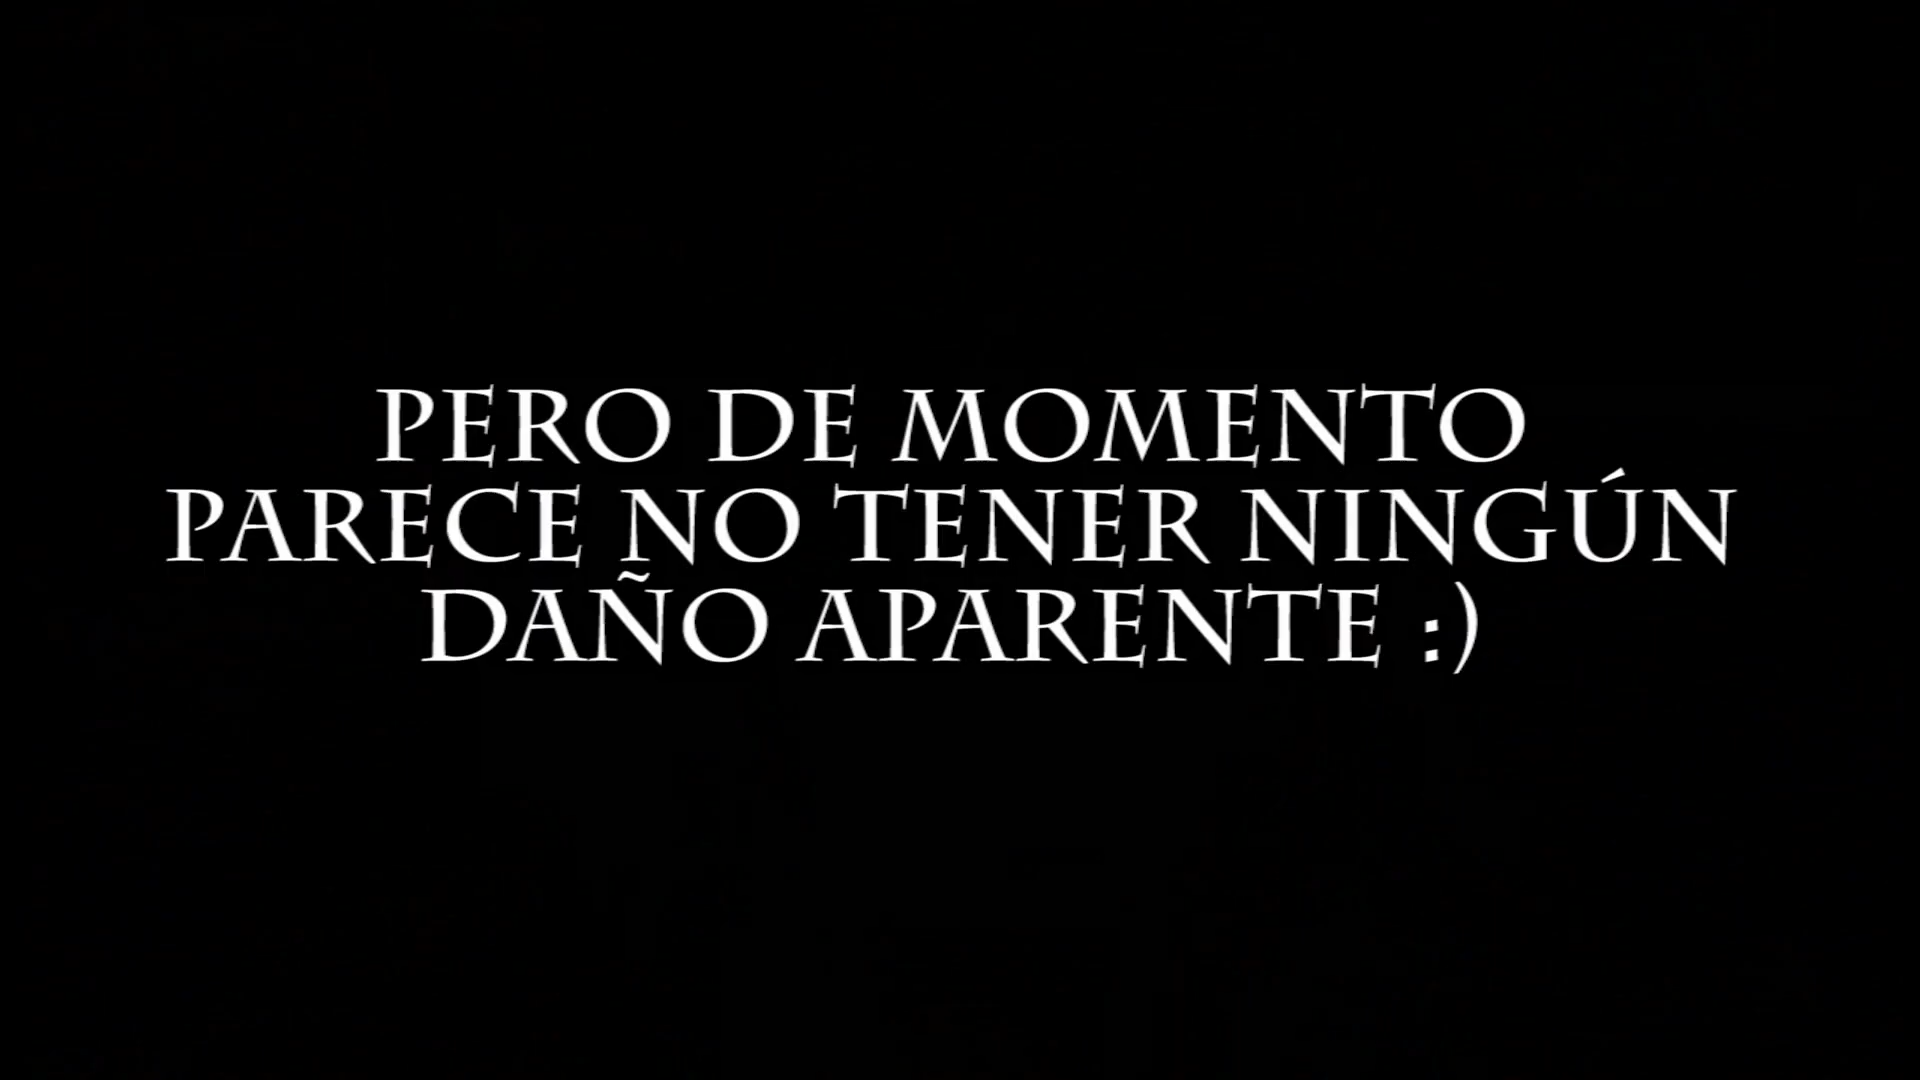 PERO DE MOMENTO
PARECE NO TENER NINGÚN
DAÑO APARENTE :)